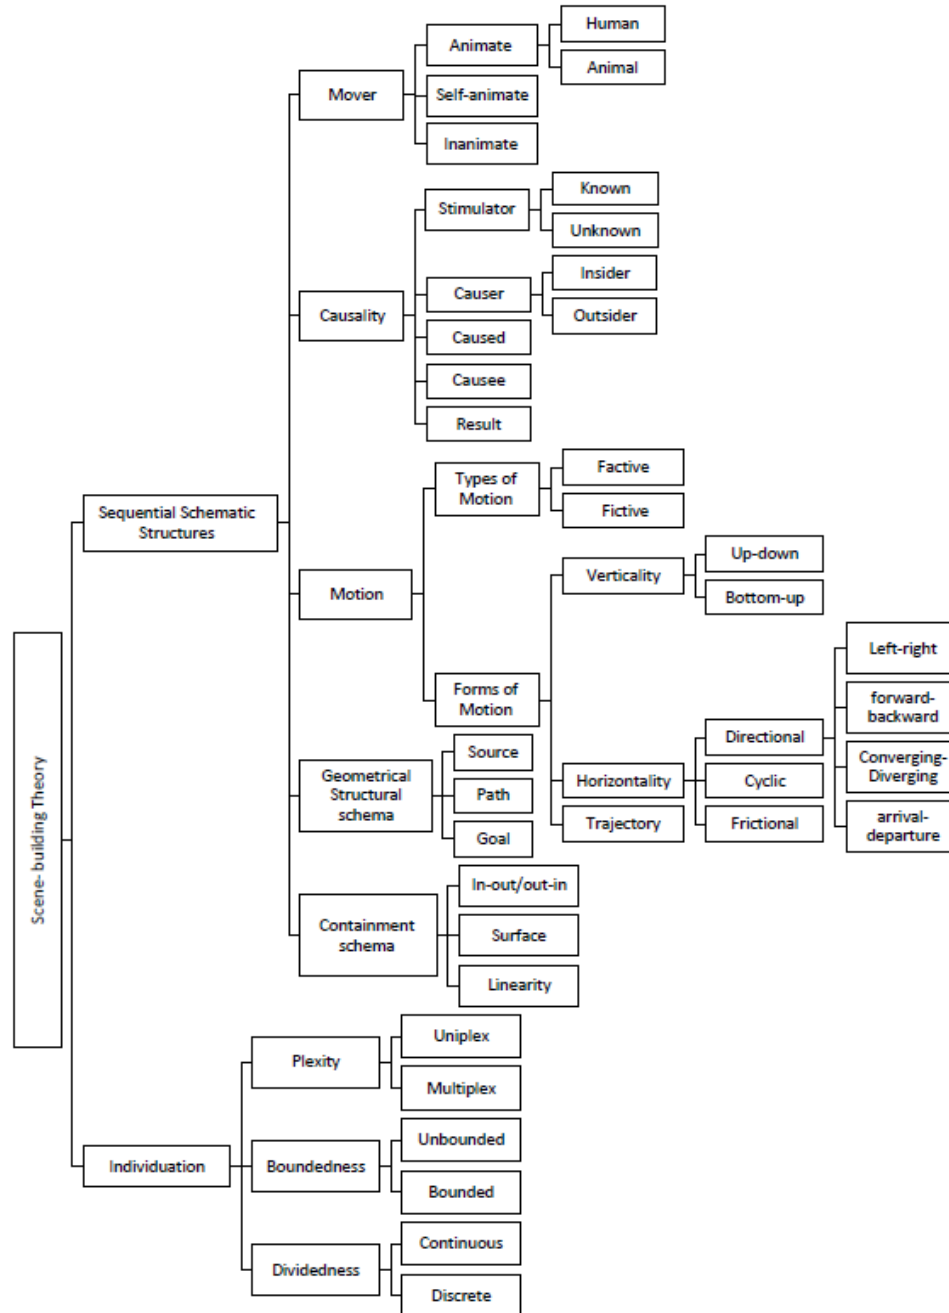 Human
Animate
Animal
Mover
Self-animate
Inanimate
Known
Stimulator
Unknown
Insider
Causer
Outsider
Causality
Caused
Causee
Result
Factive
Types of
Motion
Fictive
Sequential Schematic
Structures
Up-down
Verticality
Bottom-up
Motion
Left-right
Forms of
Motion
forward-
backward
Directional
Source
Converging-
Diverging
Geometrical
Structural
schema
Horizontality
Cyclic
Path
Trajectory
Frictional
arrival-
departure
Goal
Scene- building Theory
In-out/out-in
Containment
schema
Surface
Linearity
Uniplex
Plexity
Multiplex
Unbounded
Individuation
Boundedness
Bounded
Continuous
Dividedness
Discrete